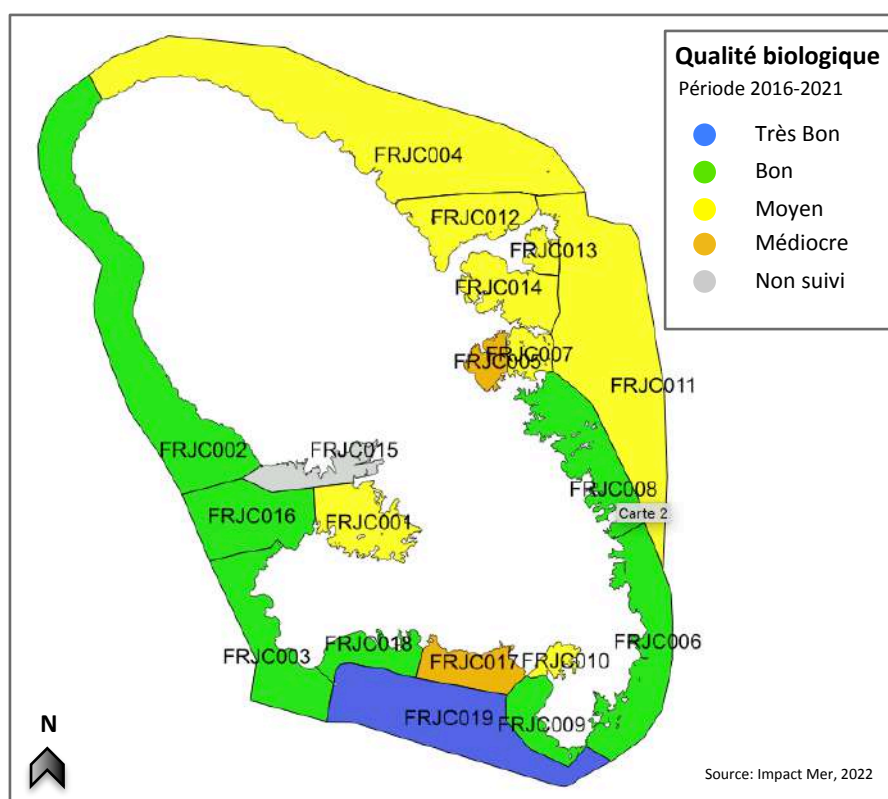 Qualité biologique
Période 2016-2021
Très Bon
Bon
Moyen
Médiocre
Non suivi
FRJC004
FRJC012
FRJC013
FRJC014
FRJC007
FRJC005
FRJC011
FRJC002
FRJC015
FRJC008
Carte 2
FRJC016
FRJC001
FRJC006
FRJC018
FRJC003
FRJC017
FRJC010
FRJC019
FRJC009
N
Source: Impact Mer, 2022